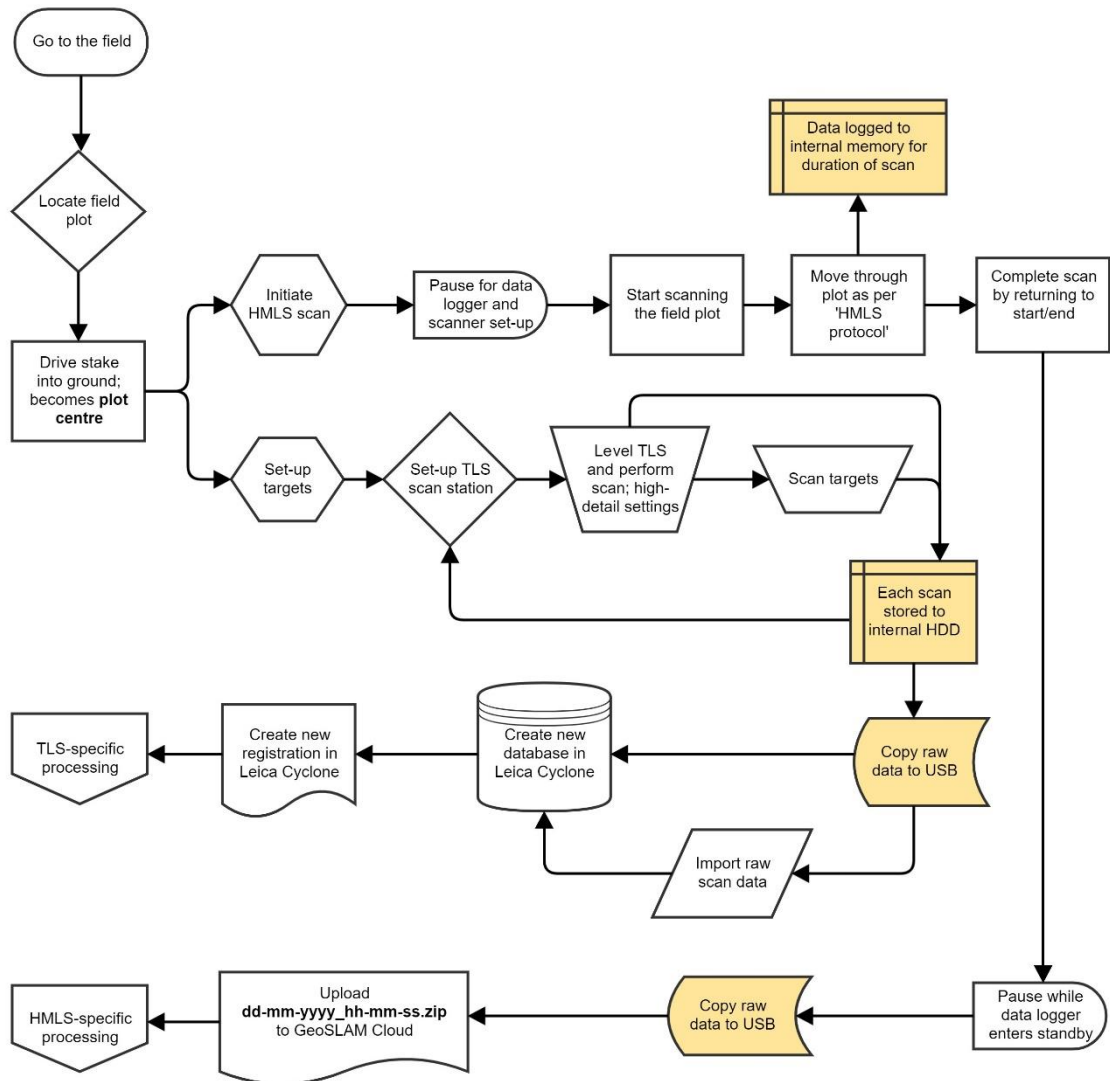 Go to the field
Locate field
plot
Drive stake
into ground;
becomes plot
centre
Initiate
HMLS scan
Pause for data
logger and
scanner set-up
Start scanning
the field plot
Move through
plot as per
'HMLS
protocol'
Data logged to
internal memory for
duration of scan
Complete scan
by returning to
start/end
Set-up
targets
Set-up TLS
scan station
Level TLS
and perform
scan; high-
detail settings
Scan targets
Each scan
stored to
internal HDD
Copy raw
data to USB
Create new
database in
Leica Cyclone
Create new
registration in
Leica Cyclone
TLS-specific
processing
Import raw
scan data
Pause while
data logger
enters standby
Copy raw
data to USB
Upload
dd-mm-yyyy_hh-mm-ss.zip
to GeoSLAM Cloud
HMLS-specific
processing